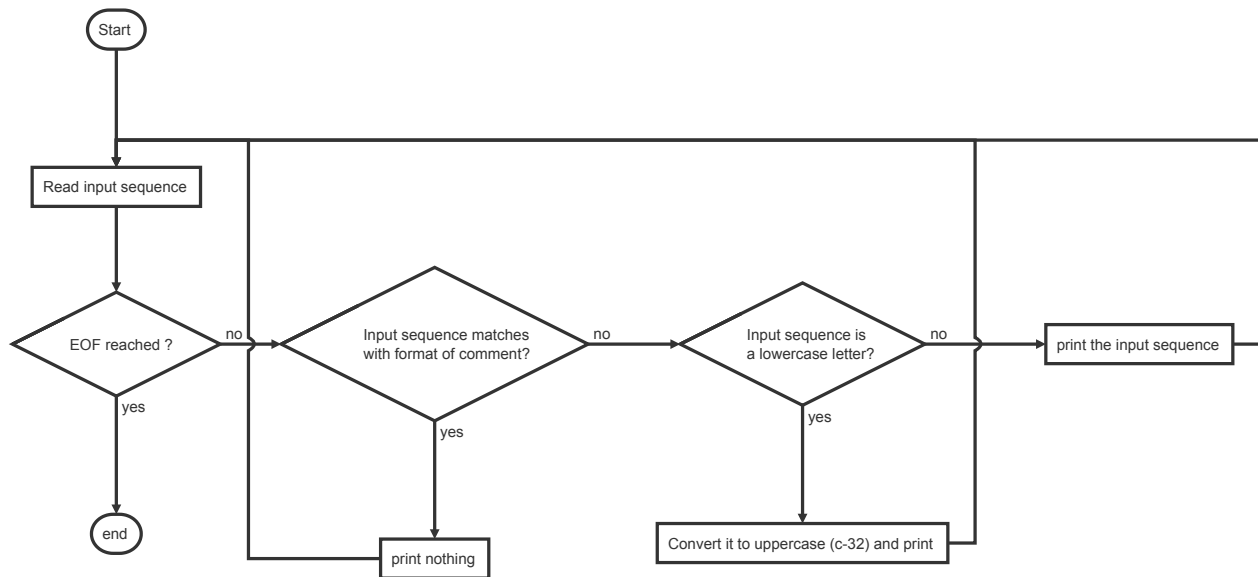 Start
Read input sequence
EOF reached ?
no
yes
end
Input sequence matches
with format of comment?
no
yes
print nothing
Input sequence is
a lowercase letter?
no
yes
Convert it to uppercase (c-32) and print
print the input sequence